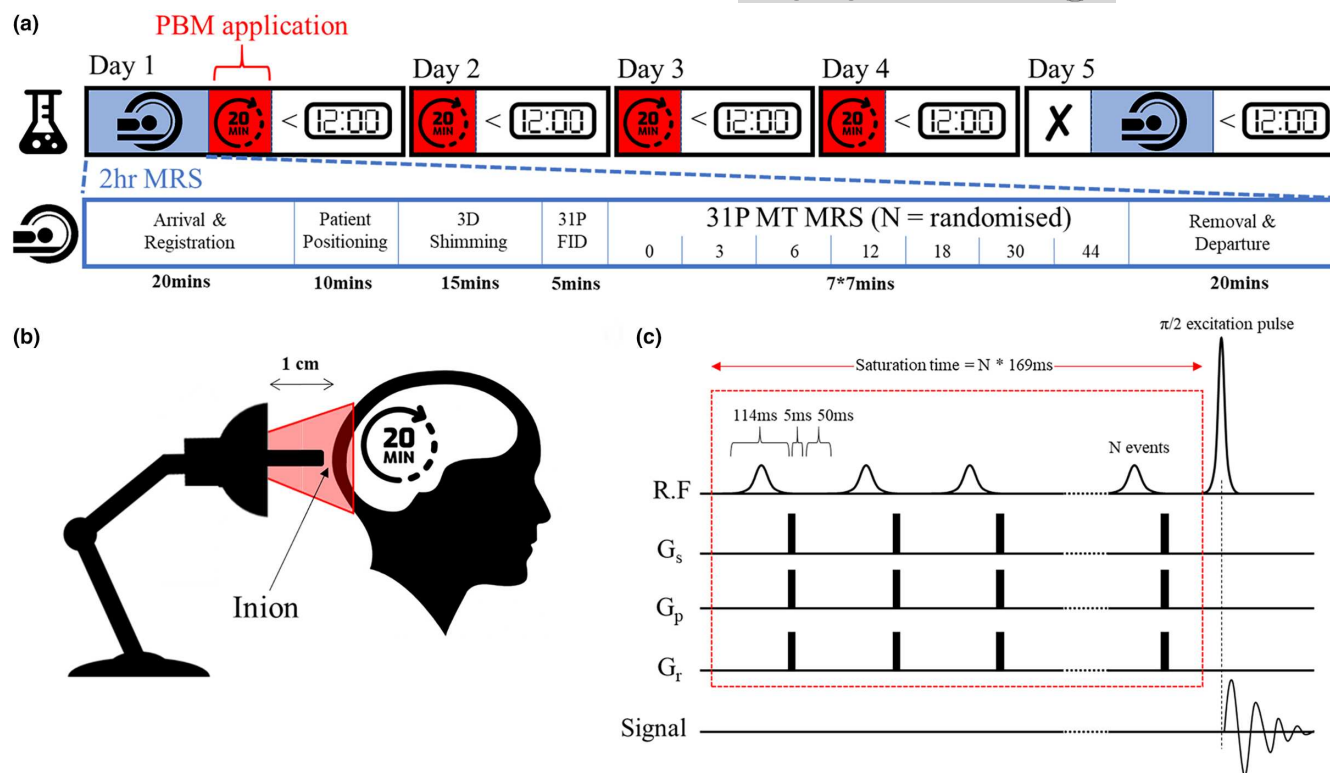 (a)
PBM application
Day 1
Day 2
Day 3
Day 4
Day 5
20 MIN
< 12:00
20 MIN
< 12:00
20 MIN
< 12:00
20 MIN
< 12:00
✗
< 12:00
2hr MRS
Arrival & Registration
20mins
Patient Positioning
10mins
3D Shimming
15mins
31P FID
5mins
31P MT MRS (N = randomised)
0 3 6 12 18 30 44
7*7mins
Removal & Departure
20mins
(b)
1 cm
20
MIN
Inion
(c)
π/2 excitation pulse
Saturation time = N * 169ms
114ms 5ms 50ms
N events
R.F
Gs
Gp
Gr
Signal